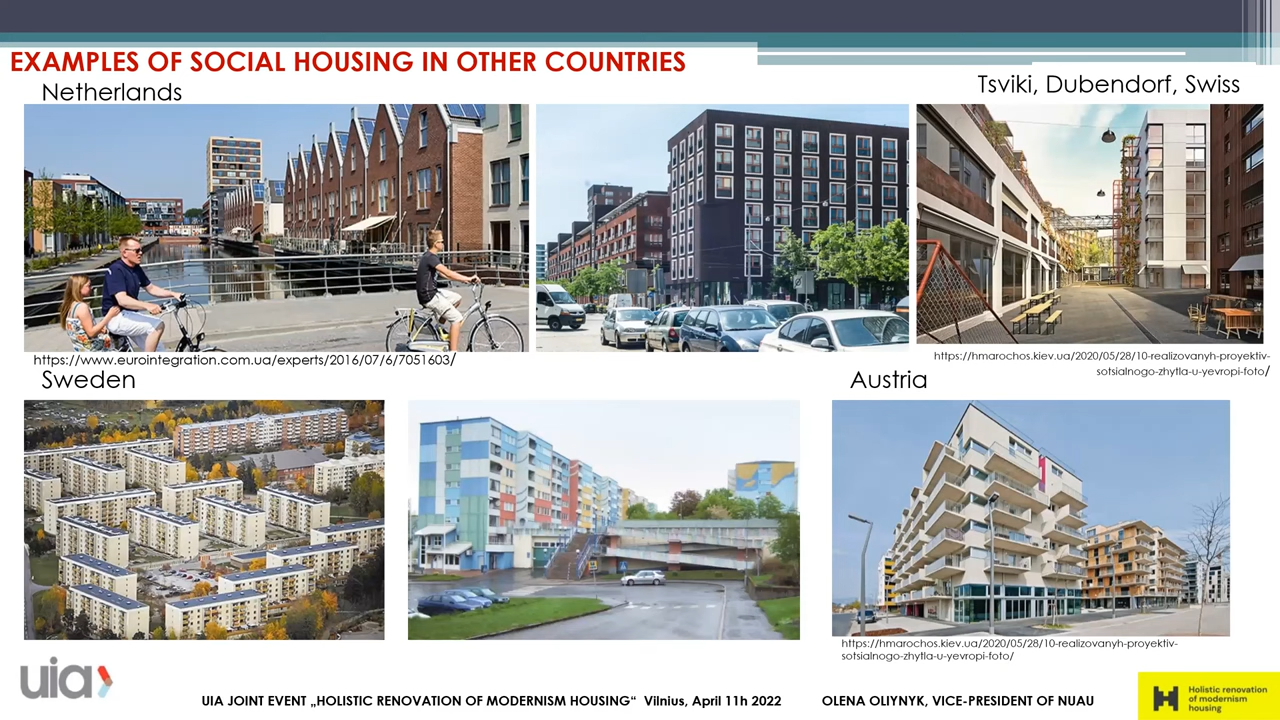 EXAMPLES OF SOCIAL HOUSING IN OTHER COUNTRIES
Netherlands
Tsviki, Dubendorf, Swiss
https://www.eurointegration.com.ua/experts/2016/07/6/7051603/
https://hmarochos.kiev.ua/2020/05/28/10-realizovanyh-proyektiv-
sotsialnogo-zhytla-u-yevropi-foto/
Sweden
Austria
https://hmarochos.kiev.ua/2020/05/28/10-realizovanyh-proyektiv-
sotsialnogo-zhytla-u-yevropi-foto/
uia
UIA JOINT EVENT „HOLISTIC RENOVATION OF MODERNISM HOUSING“ Vilnius, April 11h 2022
OLENA OLIYNYK, VICE-PRESIDENT OF NUAU
H
Holistic renovation
of modernism
housing